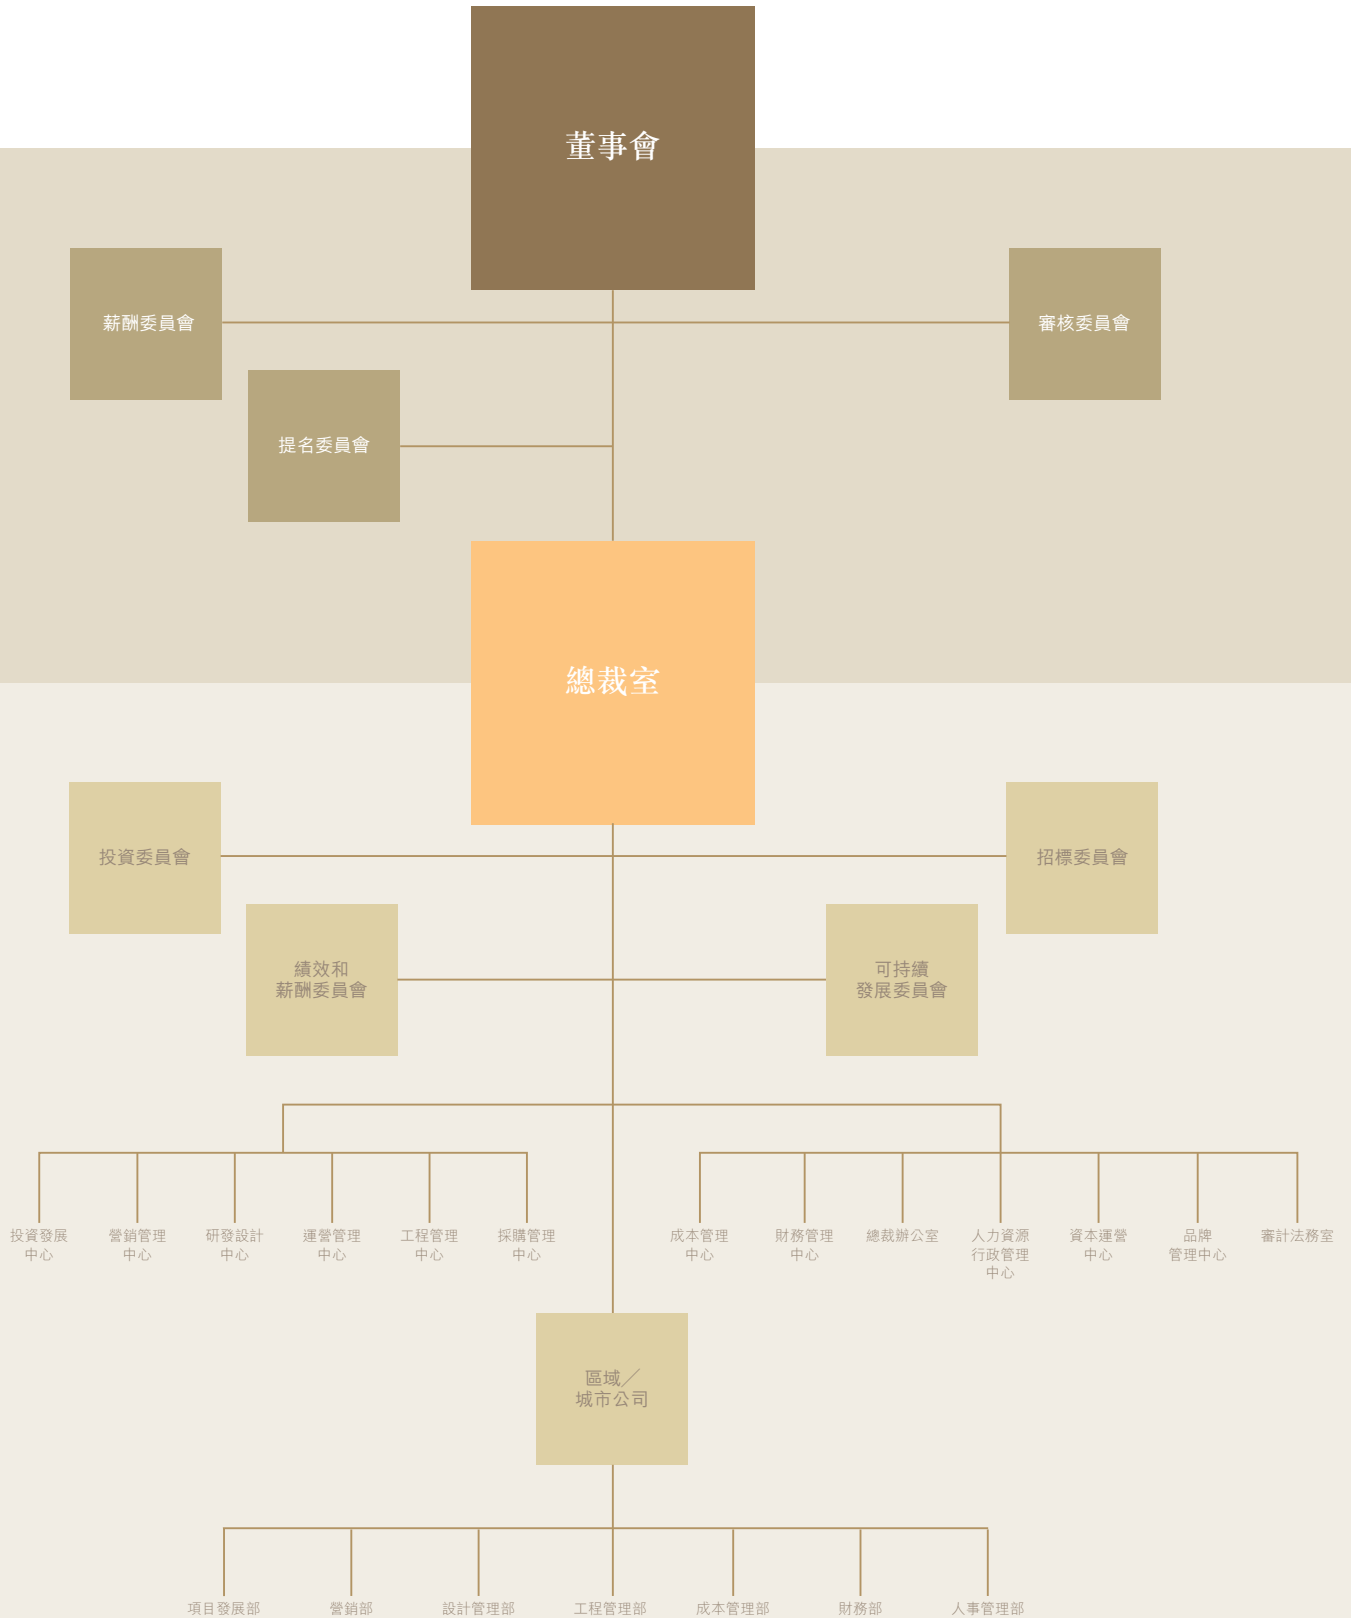 董事會
薪酬委員會
審核委員會
提名委員會
總裁室
投資委員會
招標委員會
績效和
薪酬委員會
可持續
發展委員會
投資發展
中心
營銷管理
中心
研發設計
中心
運營管理
中心
工程管理
中心
採購管理
中心
成本管理
中心
財務管理
中心
總裁辦公室
人力資源
行政管理
中心
資本運營
中心
品牌
管理中心
審計法務室
區域╱
城市公司
項目發展部
營銷部
設計管理部
工程管理部
成本管理部
財務部
人事管理部